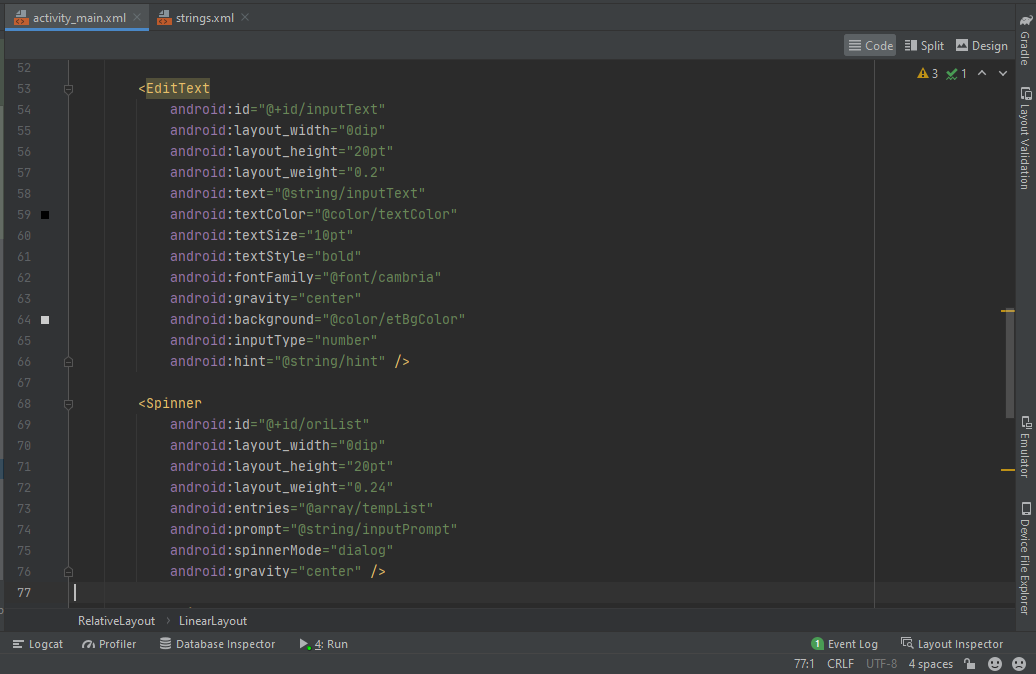 activity_main.xml strings.xml
Code Split Design
3 1
Gradle
Layout Validation
Emulator
Device File Explorer
52
53 <EditText
54 android:id="@+id/inputText"
55 android:layout_width="0dip"
56 android:layout_height="20pt"
57 android:layout_weight="0.2"
58 android:text="@string/inputText"
59 android:textColor="@color/textColor"
60 android:textSize="10pt"
61 android:textStyle="bold"
62 android:fontFamily="@font/cambria"
63 android:gravity="center"
64 android:background="@color/etBgColor"
65 android:inputType="number"
66 android:hint="@string/hint" />
67
68 <Spinner
69 android:id="@+id/oriList"
70 android:layout_width="0dip"
71 android:layout_height="20pt"
72 android:layout_weight="0.24"
73 android:entries="@array/tempList"
74 android:prompt="@string/inputPrompt"
75 android:spinnerMode="dialog"
76 android:gravity="center" />
77
RelativeLayout › LinearLayout
Logcat Profiler Database Inspector 4: Run 1 Event Log Layout Inspector
77:1 CRLF UTF-8 4 spaces